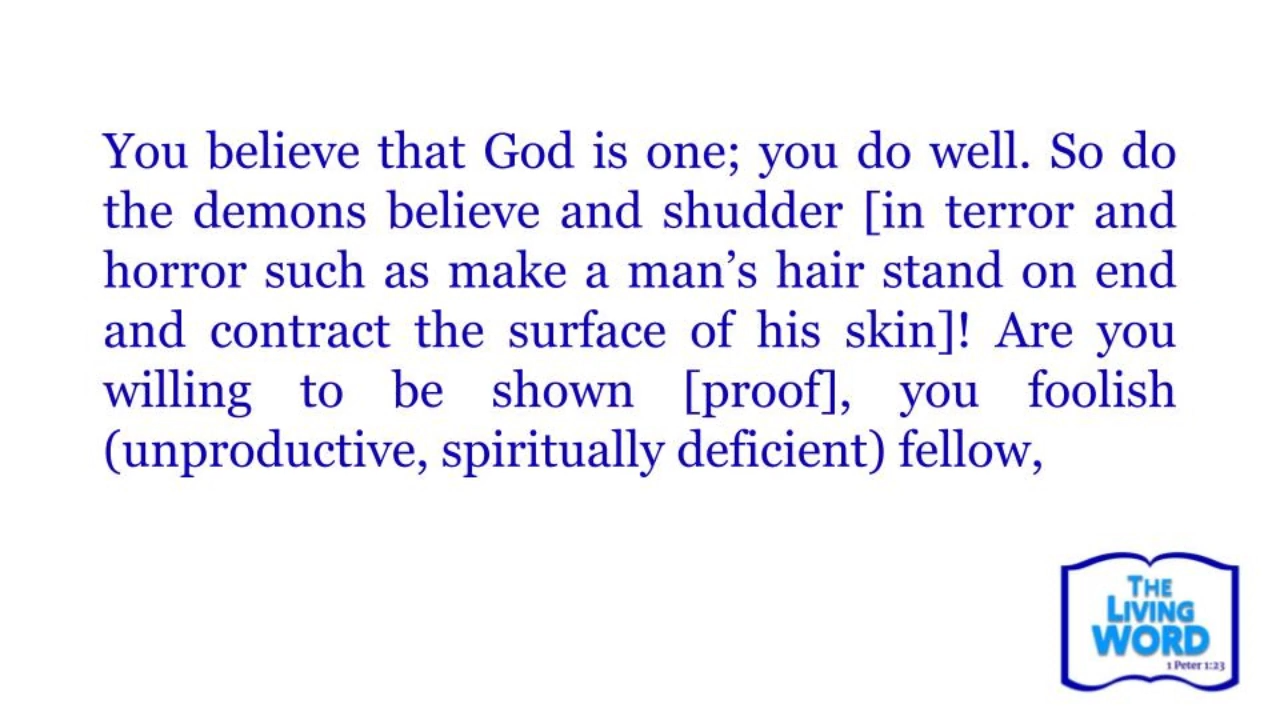 You believe that God is one; you do well. So do
the demons believe and shudder [in terror and
horror such as make a man’s hair stand on end
and contract the surface of his skin]! Are you
willing to be shown [proof], you foolish
(unproductive, spiritually deficient) fellow,
THE
LIVING
WORD
1 Peter 1:23